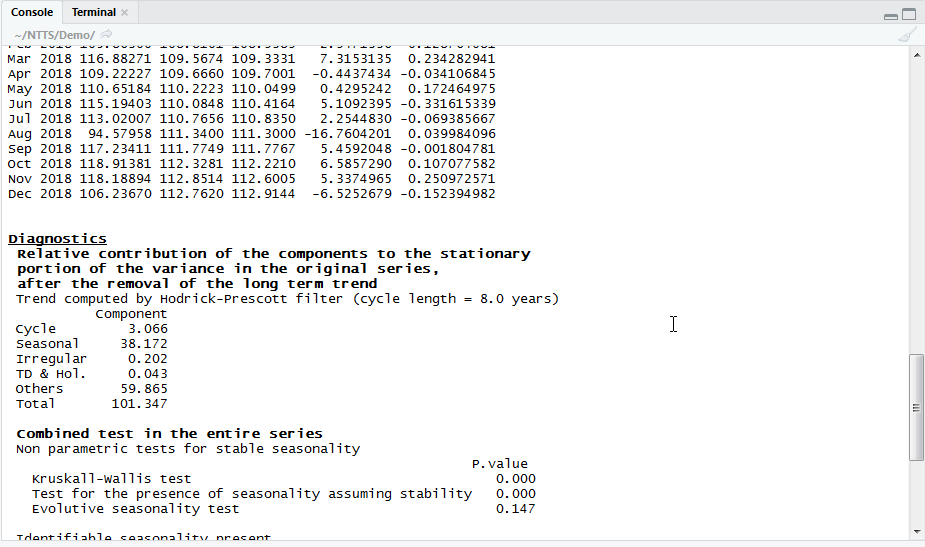 Console Terminal ×
~/NTTS/Demo/
Mar 2018 116.88271 109.5674 109.3331 7.3153135 0.234282941
Apr 2018 109.22227 109.6660 109.7001 -0.4437434 -0.034106845
May 2018 110.65184 110.2223 110.0499 0.4295242 0.172464975
Jun 2018 115.19403 110.0848 110.4164 5.1092395 -0.331615339
Jul 2018 113.02007 110.7656 110.8350 2.2544830 -0.069385667
Aug 2018 94.57958 111.3400 111.3000 -16.7604201 0.039984096
Sep 2018 117.23411 111.7749 111.7767 5.4592048 -0.001804781
Oct 2018 118.91381 112.3281 112.2210 6.5857290 0.107077582
Nov 2018 118.18894 112.8514 112.6005 5.3374965 0.250972571
Dec 2018 106.23670 112.7620 112.9144 -6.5252679 -0.152394982
Diagnostics
Relative contribution of the components to the stationary
portion of the variance in the original series,
after the removal of the long term trend
Trend computed by Hodrick-Prescott filter (cycle length = 8.0 years)
Component
Cycle 3.066
Seasonal 38.172
Irregular 0.202
TD & Hol. 0.043
Others 59.865
Total 101.347
Combined test in the entire series
Non parametric tests for stable seasonality
P.value
Kruskall-Wallis test 0.000
Test for the presence of seasonality assuming stability 0.000
Evolutive seasonality test 0.147
Identifiable seasonality present